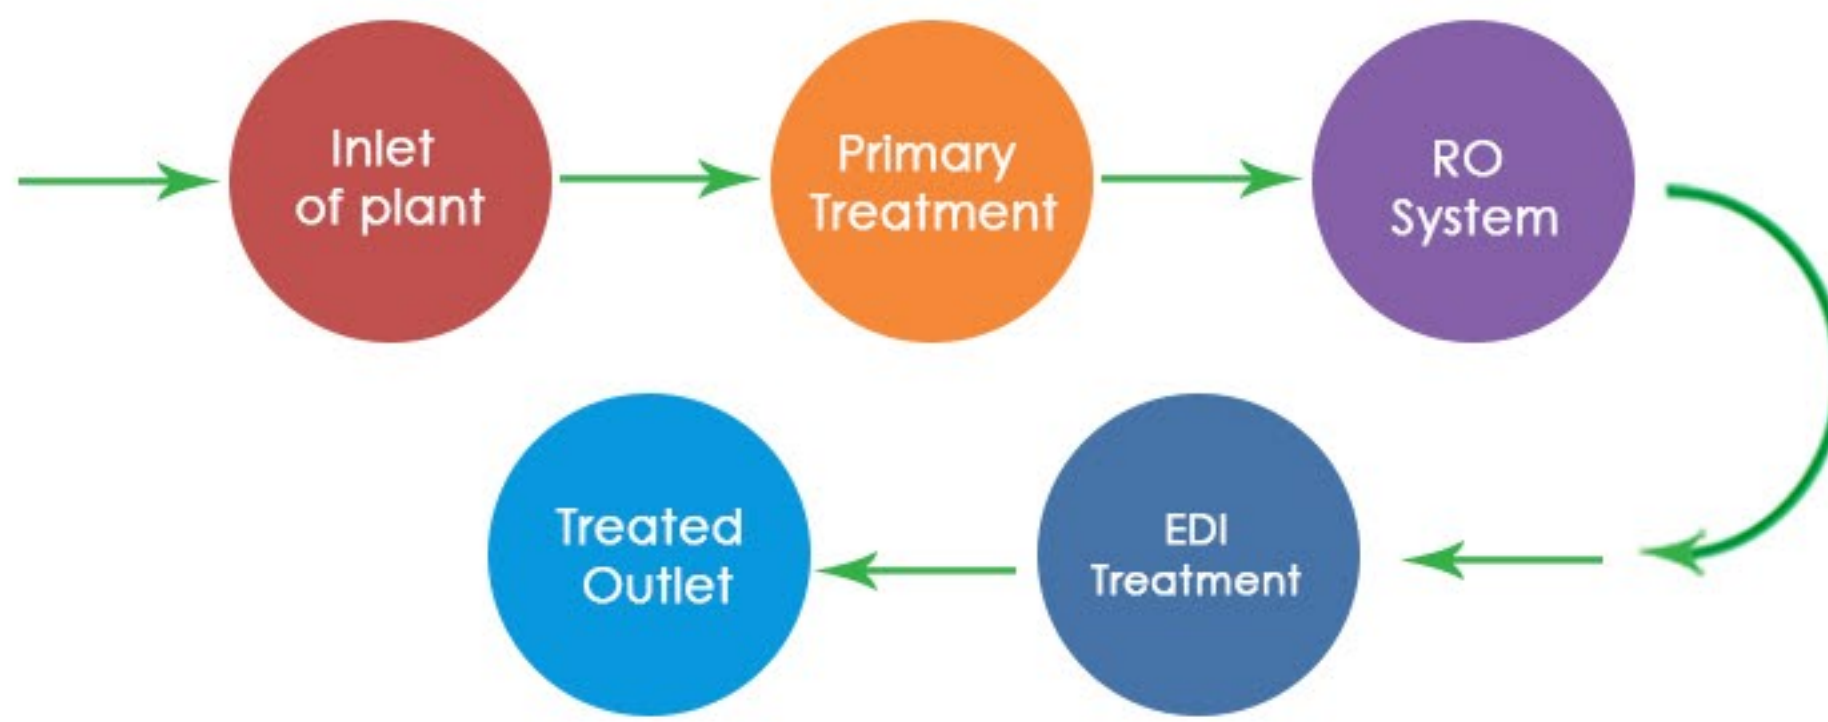 Inlet
of plant
Primary
Treatment
RO
System
EDI
Treatment
Treated
Outlet